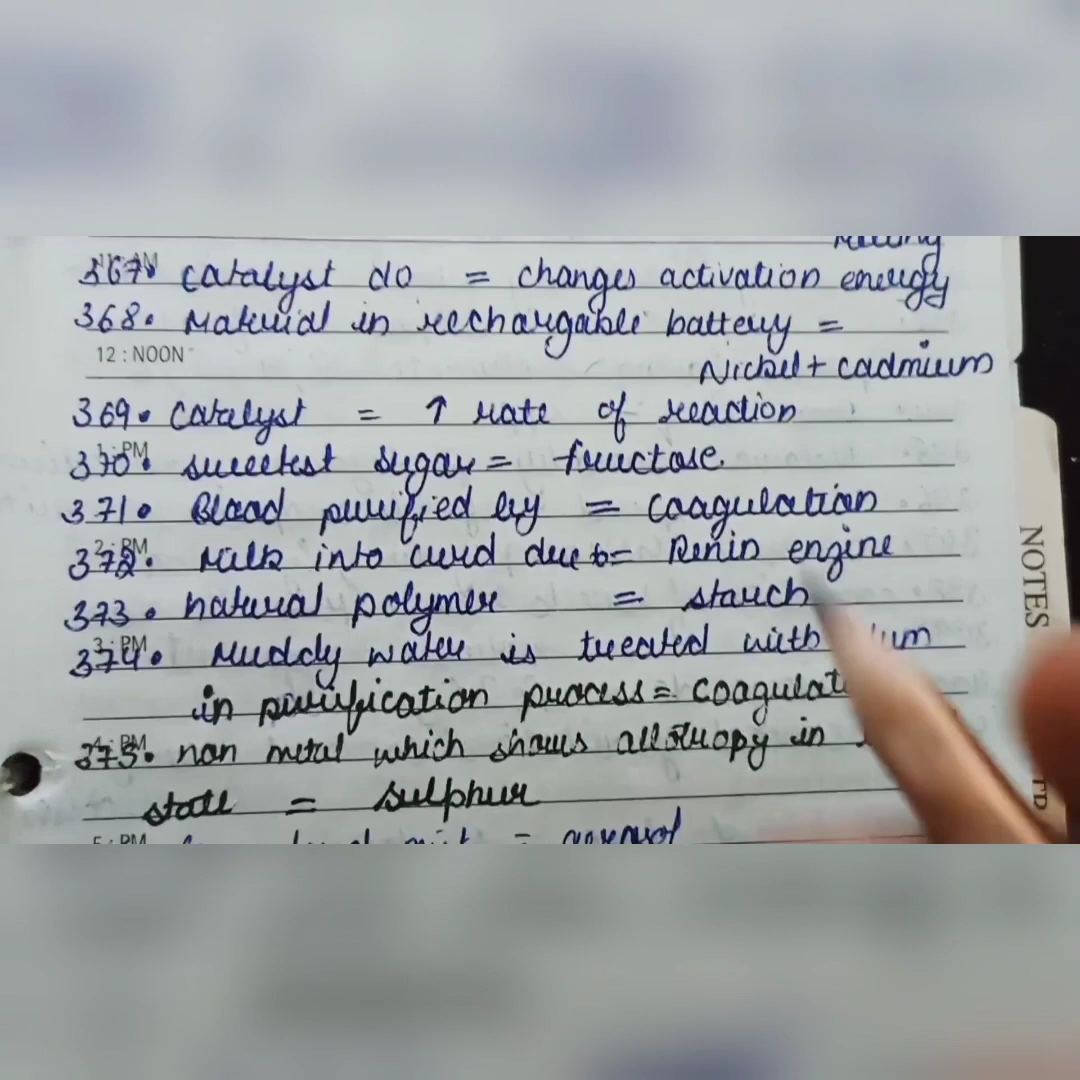 367. catalyst do = changes activation energy
368. Material in rechargable battery =
12 : NOON
Nickel + cadmium
369. catalyst = ↑ rate of reaction
370. sweetest sugar = fructose.
371. Blood purified by = coagulation
372. Milk into curd due to = Renin engine
373. natural polymer = starch
374. Muddy water is treated with
in purification process =
375. non metal which shows allotropy in
state = sulphur
NOTES